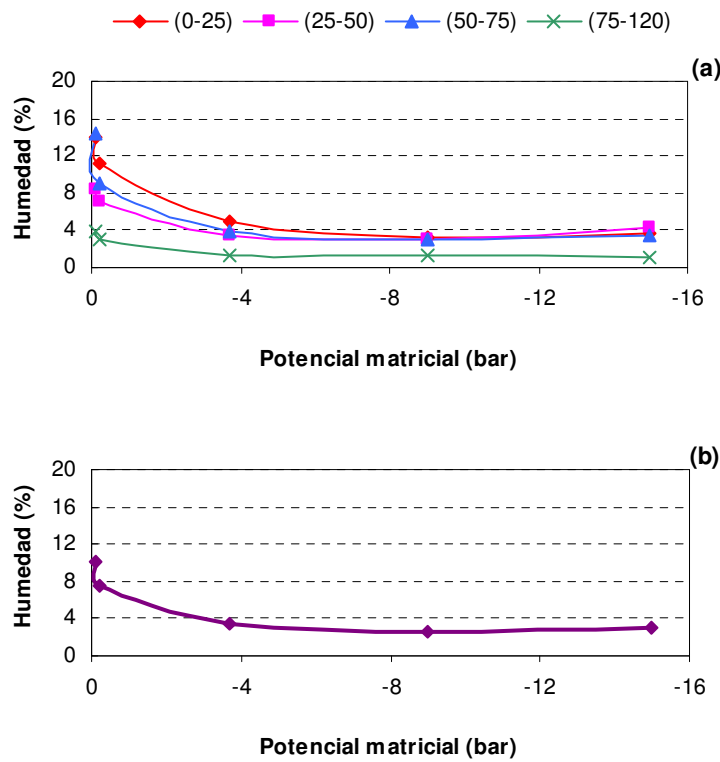 (0-25) (25-50) (50-75) (75-120)
(a)
20
16
12
8
4
0
Humedad (%)
0 -4 -8 -12 -16
Potencial matricial (bar)
(b)
20
16
12
8
4
0
Humedad (%)
0 -4 -8 -12 -16
Potencial matricial (bar)